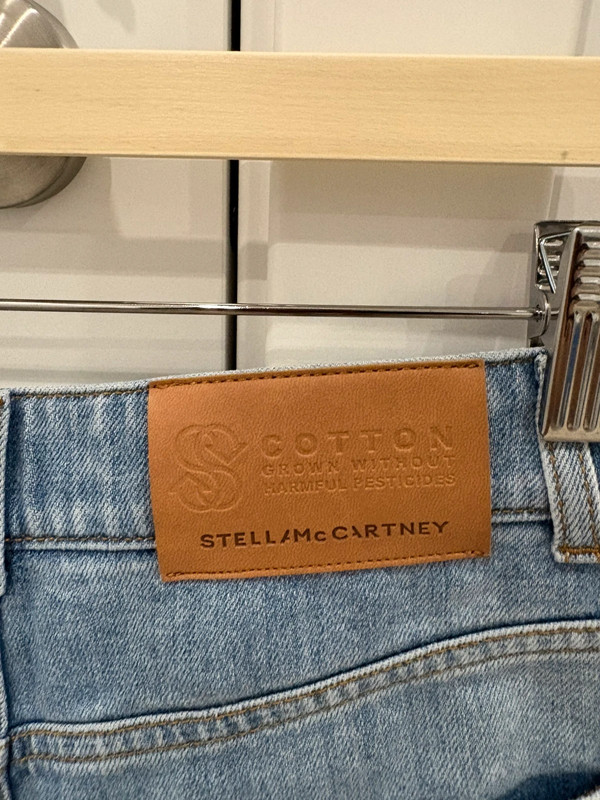 COTTON
GROWN WITHOUT
HARMFUL PESTICIDES
STELLA McCARTNEY